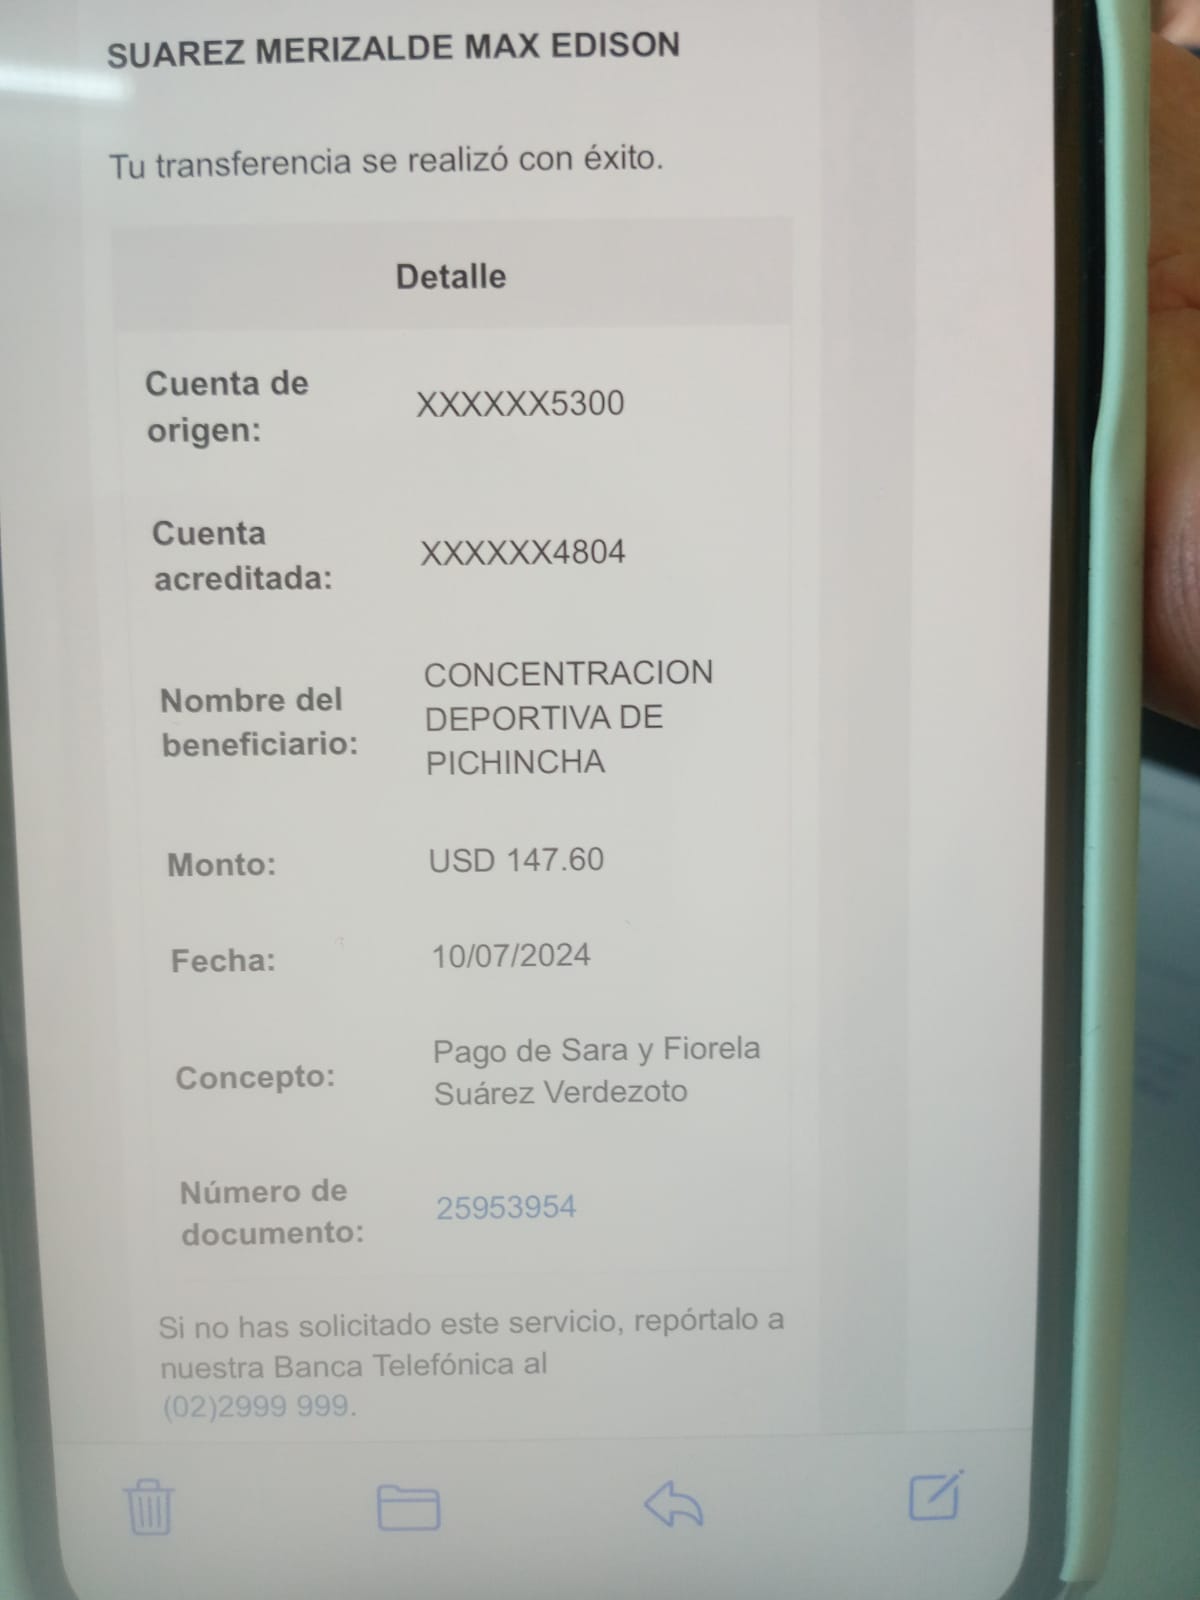 SUAREZ MERIZALDE MAX EDISON
Tu transferencia se realizó con éxito.
Detalle
Cuenta de origen:
XXXXXX5300
Cuenta acreditada:
XXXXXX4804
Nombre del beneficiario:
CONCENTRACION
DEPORTIVA DE
PICHINCHA
Monto:
USD 147.60
Fecha:
10/07/2024
Concepto:
Pago de Sara y Fiorela
Suárez Verdezoto
Número de documento:
25953954
Si no has solicitado este servicio, repórtalo a
nuestra Banca Telefónica al
(02)2999 999.